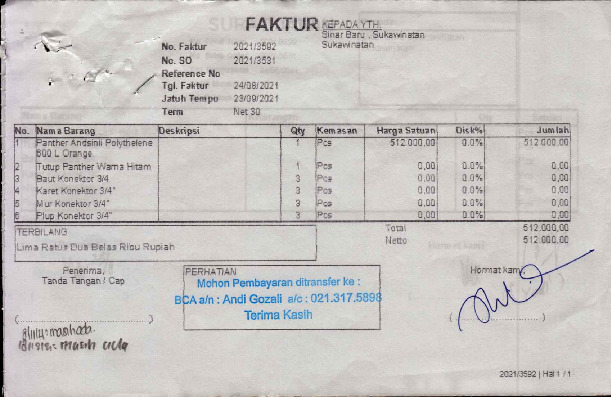 FAKTUR
KEPADA YTH.
Sinar Baru , Sukawinatan
Sukawinatan
No. Faktur 2021/3592
No. SO 2021/3531
Reference No
Tgl. Faktur 24/08/2021
Jatuh Tempo 23/09/2021
Term Net 30
No. Nama Barang Deskripsi Qty Kemasan Harga Satuan Disk% Jumlah
1 Panther Andsinli Polythelene 1 Pcs 512.000,00 0.0% 512.000,00
600 L Orange
2 Tutup Panther Warna Hitam 1 Pcs 0,00 0.0% 0,00
3 Baut Konektor 3/4 3 Pcs 0,00 0.0% 0,00
4 Karet Konektor 3/4" 3 Pcs 0,00 0.0% 0,00
5 Mur Konektor 3/4" 3 Pcs 0,00 0.0% 0,00
6 Plup Konektor 3/4" 3 Pcs 0,00 0.0% 0,00
TERBILANG
Lima Ratus Dua Belas Ribu Rupiah
Total 512.000,00
Netto 512.000,00
Penerima,
Tanda Tangan / Cap
PERHATIAN
Mohon Pembayaran ditransfer ke :
BCA a/n : Andi Gozali a/c : 021.317.5898
Terima Kasih
Hormat kami,
(............................)
(............................)
masih ada
2021/3592 | Hal 1 / 1